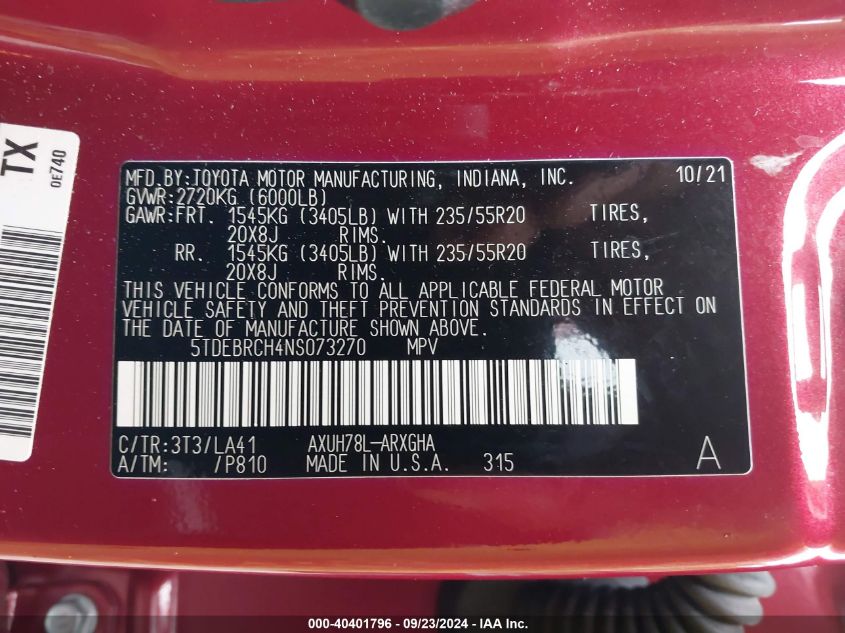 TX
0E740
MFD.BY:TOYOTA MOTOR MANUFACTURING, INDIANA, INC. 10/21
GVWR:2720KG (6000LB)
GAWR:FRT. 1545KG (3405LB) WITH 235/55R20 TIRES,
20X8J RIMS.
RR. 1545KG (3405LB) WITH 235/55R20 TIRES,
20X8J RIMS.
THIS VEHICLE CONFORMS TO ALL APPLICABLE FEDERAL MOTOR
VEHICLE SAFETY AND THEFT PREVENTION STANDARDS IN EFFECT ON
THE DATE OF MANUFACTURE SHOWN ABOVE.
5TDEBRCH4NS073270 MPV
C/TR:3T3/LA41 AXUH78L-ARXGHA
A/TM: /P810 MADE IN U.S.A. 315 A
000-40401796 - 09/23/2024 - IAA Inc.